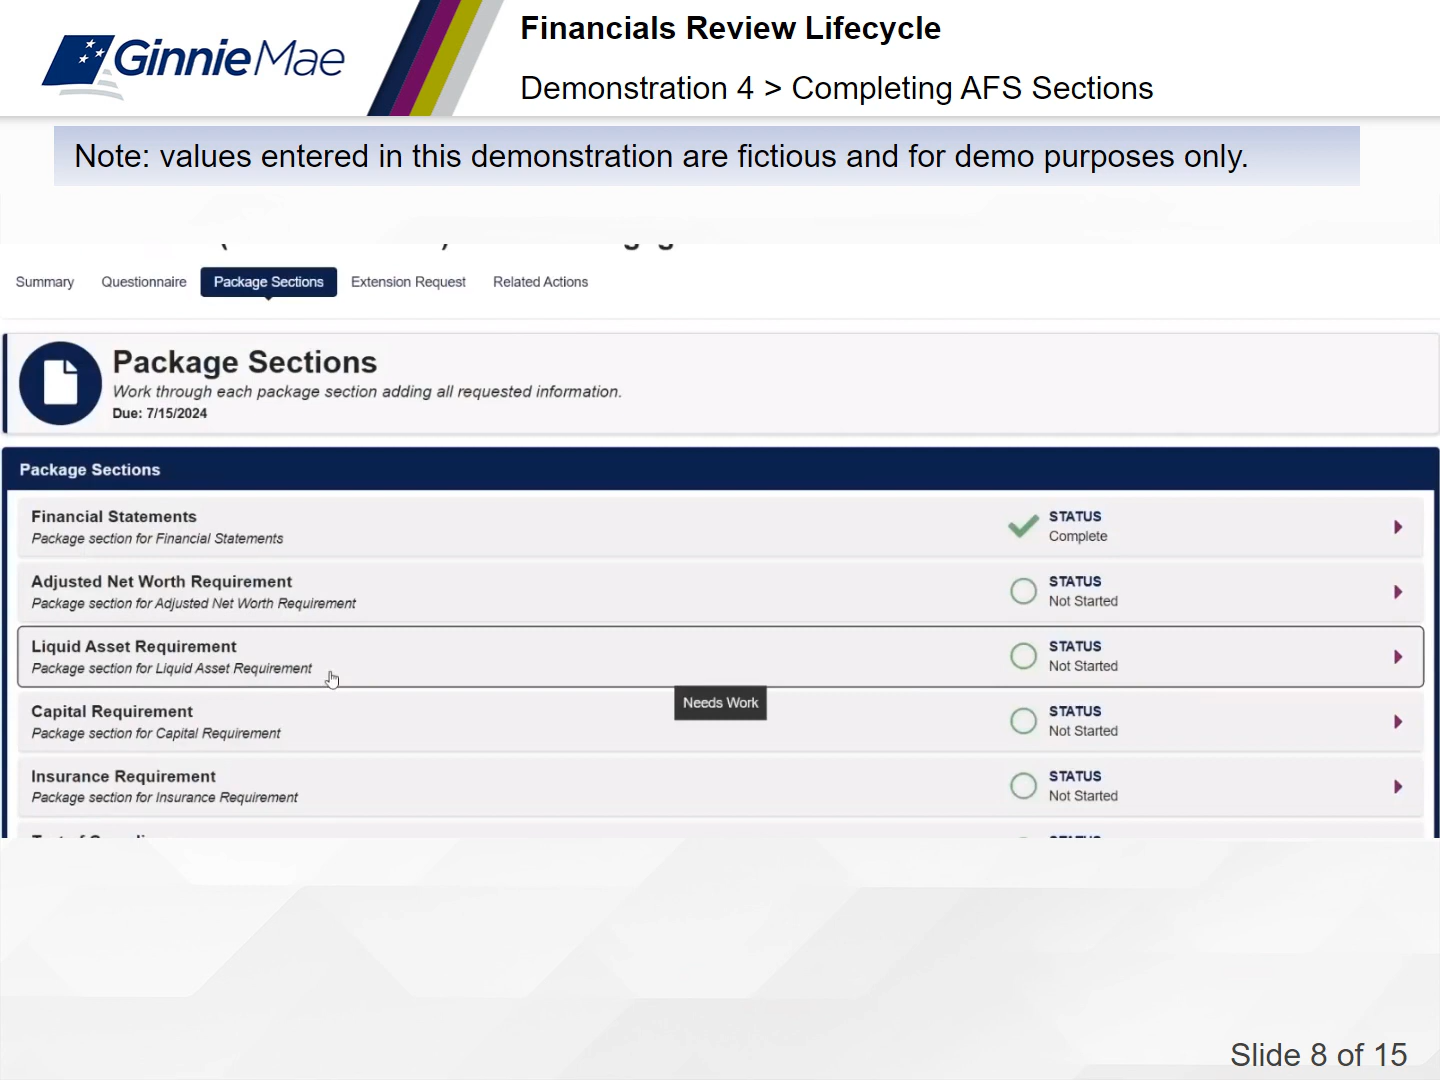 Ginnie Mae
Financials Review Lifecycle
Demonstration 4 > Completing AFS Sections
Note: values entered in this demonstration are fictious and for demo purposes only.
Summary
Questionnaire
Package Sections
Extension Request
Related Actions
Package Sections
Work through each package section adding all requested information.
Due: 7/15/2024
Package Sections
Financial Statements
Package section for Financial Statements
STATUS
Complete
Adjusted Net Worth Requirement
Package section for Adjusted Net Worth Requirement
STATUS
Not Started
Liquid Asset Requirement
Package section for Liquid Asset Requirement
STATUS
Not Started
Needs Work
Capital Requirement
Package section for Capital Requirement
STATUS
Not Started
Insurance Requirement
Package section for Insurance Requirement
STATUS
Not Started
Slide 8 of 15